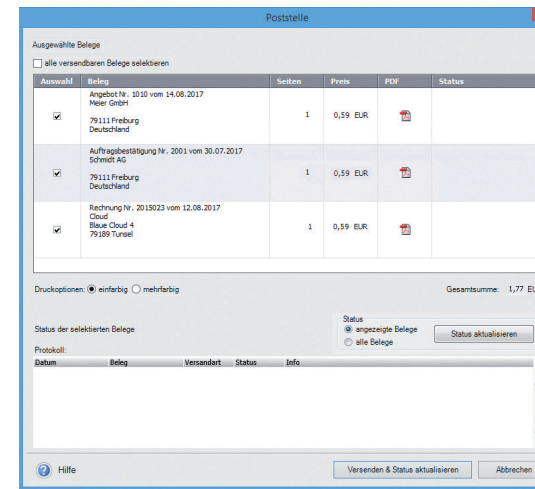 Poststelle
Ausgewählte Belege
alle versendbaren Belege selektieren
Auswahl Beleg Seiten Preis PDF Status
Angebot Nr. 1010 vom 14.08.2017
Meier GmbH
1 0,59 EUR
79111 Freiburg
Deutschland
Auftragsbestätigung Nr. 2001 vom 30.07.2017
Schmidt AG
1 0,59 EUR
79111 Freiburg
Deutschland
Rechnung Nr. 2015023 vom 12.08.2017
Cloud
Blaue Cloud 4
1 0,59 EUR
79189 Tunsel
Druckoptionen: einfarbig mehrfarbig Gesamtsumme: 1,77 EU
Status
Status der selektierten Belege angezeigte Belege Status aktualisieren
alle Belege
Protokoll:
Datum Beleg Versandart Status Info
Hilfe Versenden & Status aktualisieren Abbrechen